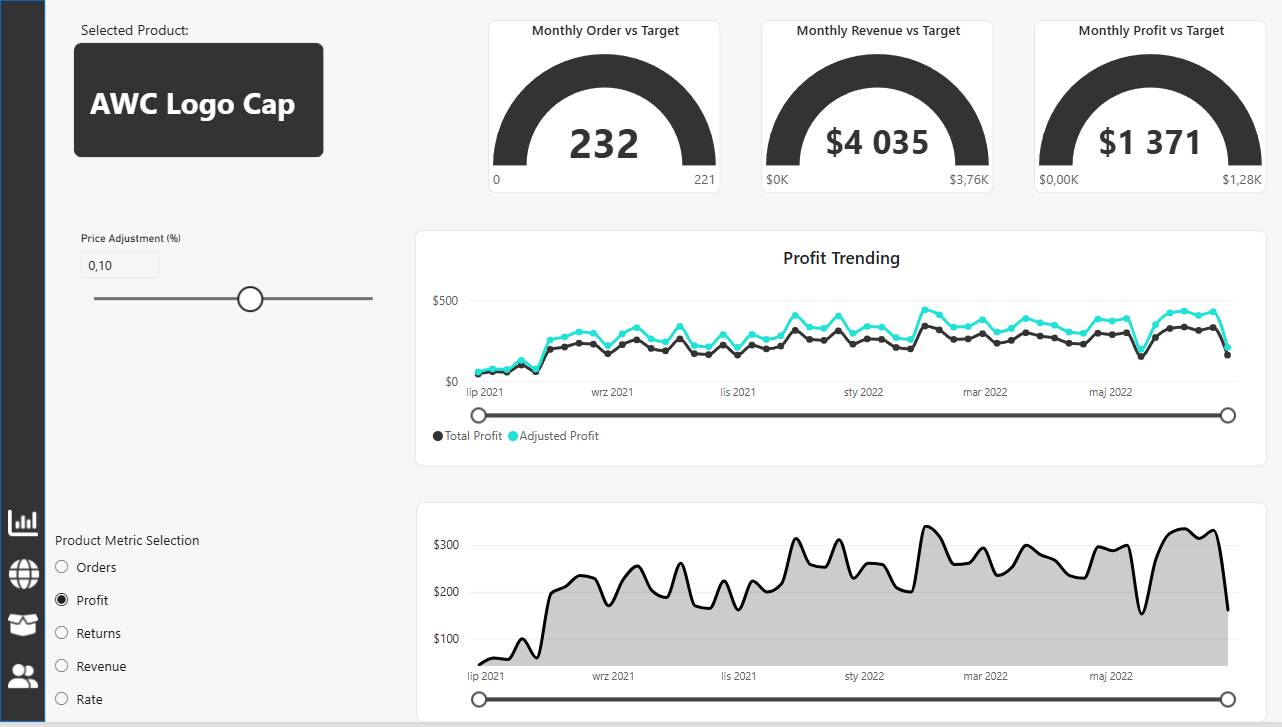 Selected Product:
AWC Logo Cap
Monthly Order vs Target
232
0
221
Monthly Revenue vs Target
$4 035
$0K
$3,76K
Monthly Profit vs Target
$1 371
$0,00K
$1,28K
Price Adjustment (%)
0,10
Profit Trending
$500
$0
lip 2021
wrz 2021
lis 2021
sty 2022
mar 2022
maj 2022
Total Profit
Adjusted Profit
Product Metric Selection
Orders
Profit
Returns
Revenue
Rate
$300
$200
$100
lip 2021
wrz 2021
lis 2021
sty 2022
mar 2022
maj 2022